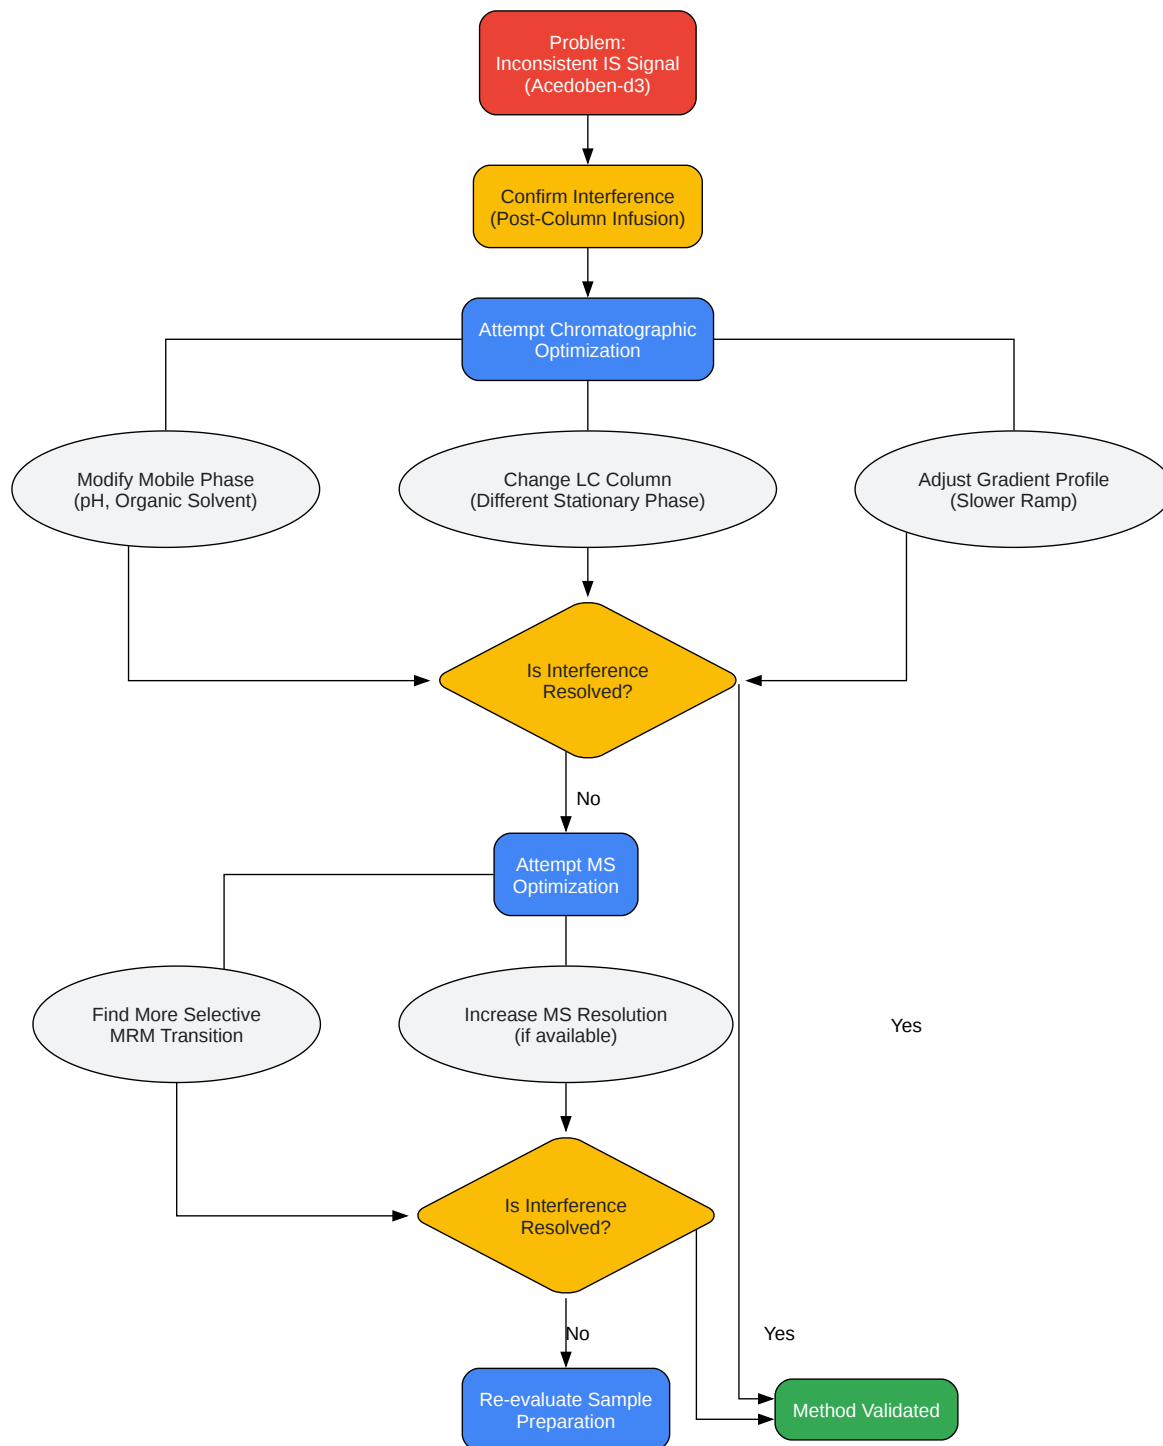 Problem:
Inconsistent IS Signal
(Acedoben-d3)
Confirm Interference
(Post-Column Infusion)
Attempt Chromatographic
Optimization
Modify Mobile Phase
(pH, Organic Solvent)
Change LC Column
(Different Stationary Phase)
Adjust Gradient Profile
(Slower Ramp)
Is Interference
Resolved?
No
Attempt MS
Optimization
Find More Selective
MRM Transition
Increase MS Resolution
(if available)
Yes
Is Interference
Resolved?
No
Yes
Re-evaluate Sample
Preparation
Method Validated